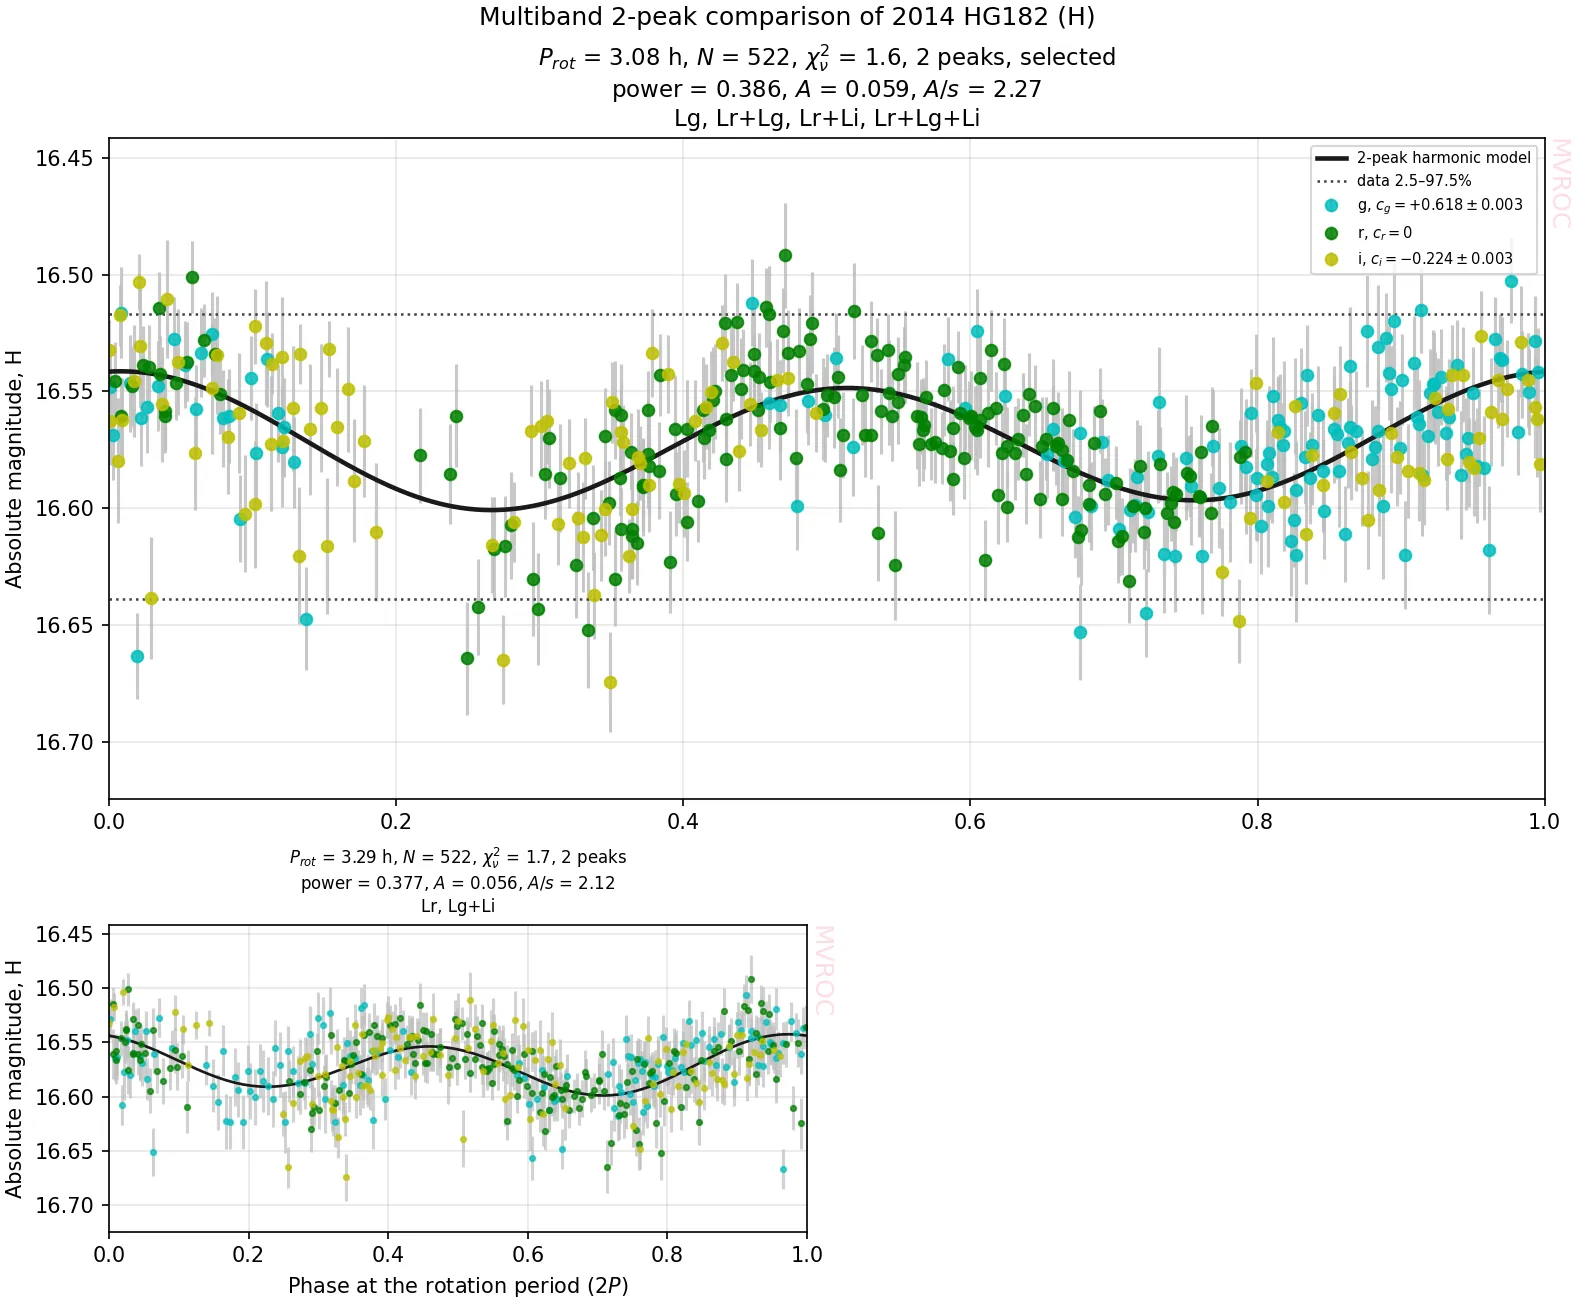 Multiband 2-peak comparison of 2014 HG182 (H)
P_rot = 3.08 h, N = 522, χ²_ν = 1.6, 2 peaks, selected
power = 0.386, A = 0.059, A/s = 2.27
Lg, Lr+Lg, Lr+Li, Lr+Lg+Li
MVROC
2-peak harmonic model
data 2.5–97.5%
g, c_g = +0.618 ± 0.003
r, c_r = 0
i, c_i = −0.224 ± 0.003
Absolute magnitude, H
16.45
16.50
16.55
16.60
16.65
16.70
0.0 0.2 0.4 0.6 0.8 1.0
P_rot = 3.29 h, N = 522, χ²_ν = 1.7, 2 peaks
power = 0.377, A = 0.056, A/s = 2.12
Lr, Lg+Li
MVROC
Absolute magnitude, H
16.45
16.50
16.55
16.60
16.65
16.70
0.0 0.2 0.4 0.6 0.8 1.0
Phase at the rotation period (2P)